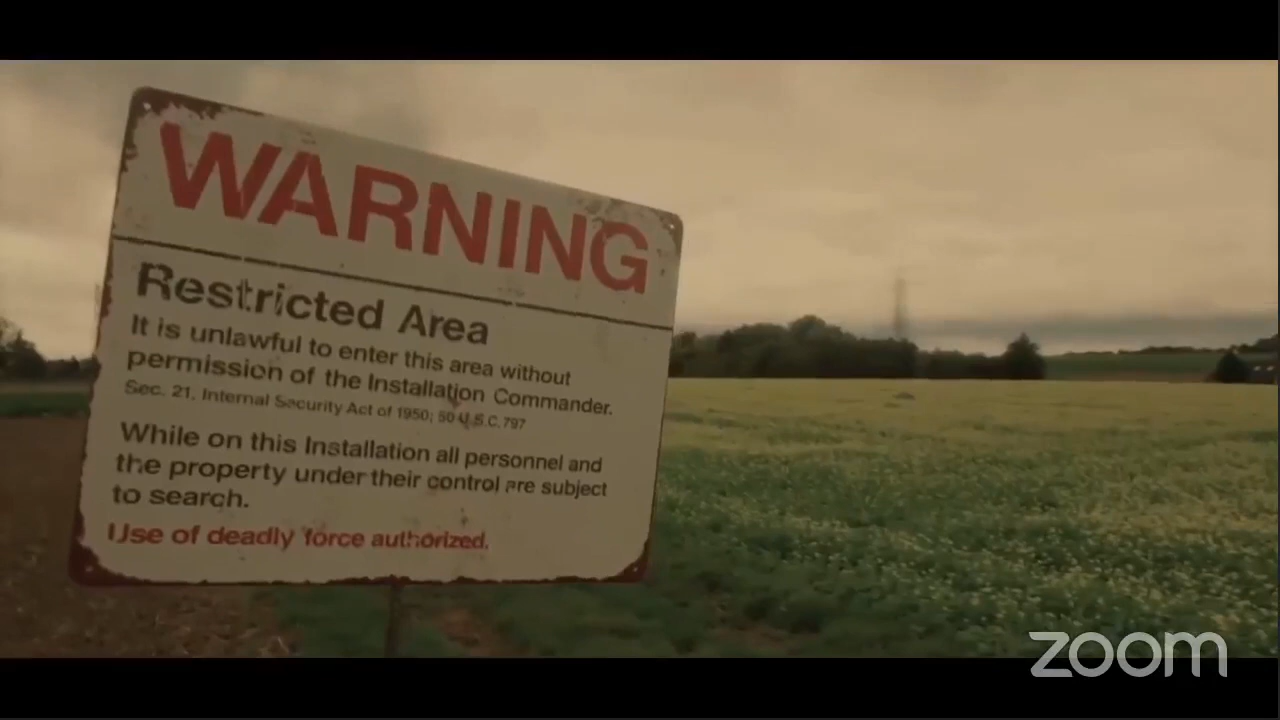 WARNING
Restricted Area
It is unlawful to enter this area without
permission of the Installation Commander.
Sec. 21, Internal Security Act of 1950; 50 U.S.C. 797
While on this Installation all personnel and
the property under their control are subject
to search.
Use of deadly force authorized.
zoom